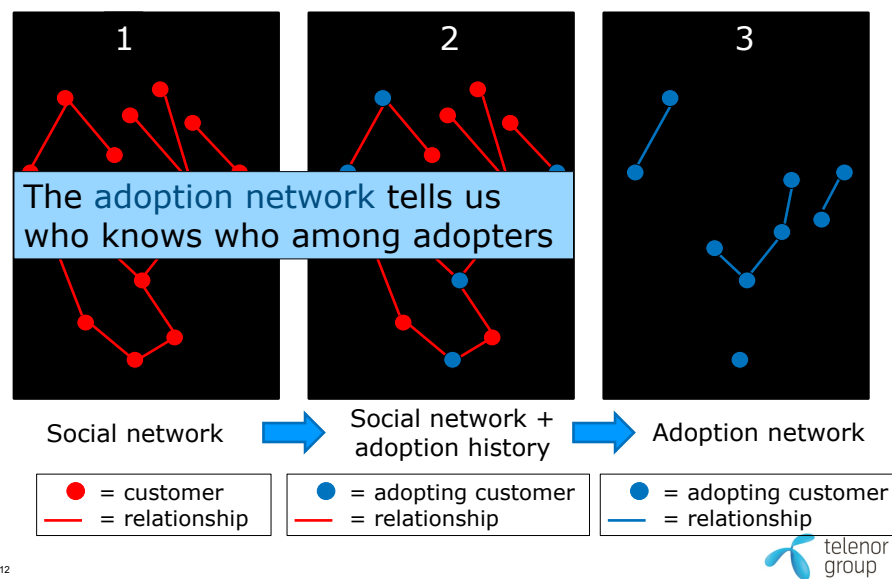 1
2
3
The adoption network tells us
who knows who among adopters
Social network
Social network +
adoption history
Adoption network
= customer
= relationship
= adopting customer
= relationship
= adopting customer
= relationship
12
telenor
group